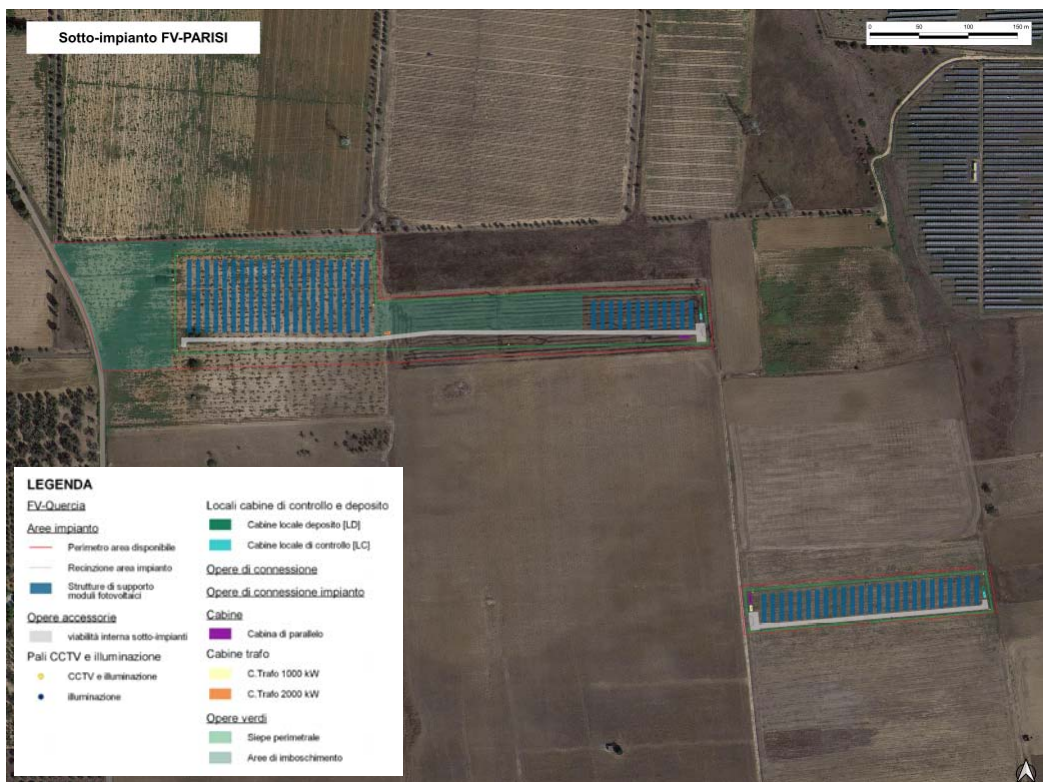 Sotto-impianto FV-PARISI
0 50 100 150 m
LEGENDA
FV-Quercia
Aree impianto
Perimetro area disponibile
Recinzione area impianto
Strutture di supporto
moduli fotovoltaici
Opere accessorie
viabilità interna sotto-impianti
Pali CCTV e illuminazione
CCTV e illuminazione
illuminazione
Locali cabine di controllo e deposito
Cabine locale deposito [LD]
Cabine locale di controllo [LC]
Opere di connessione
Opere di connessione impianto
Cabine
Cabina di parallelo
Cabine trafo
C.Trafo 1000 kW
C.Trafo 2000 kW
Opere verdi
Siepe perimetrale
Aree di imboschimento